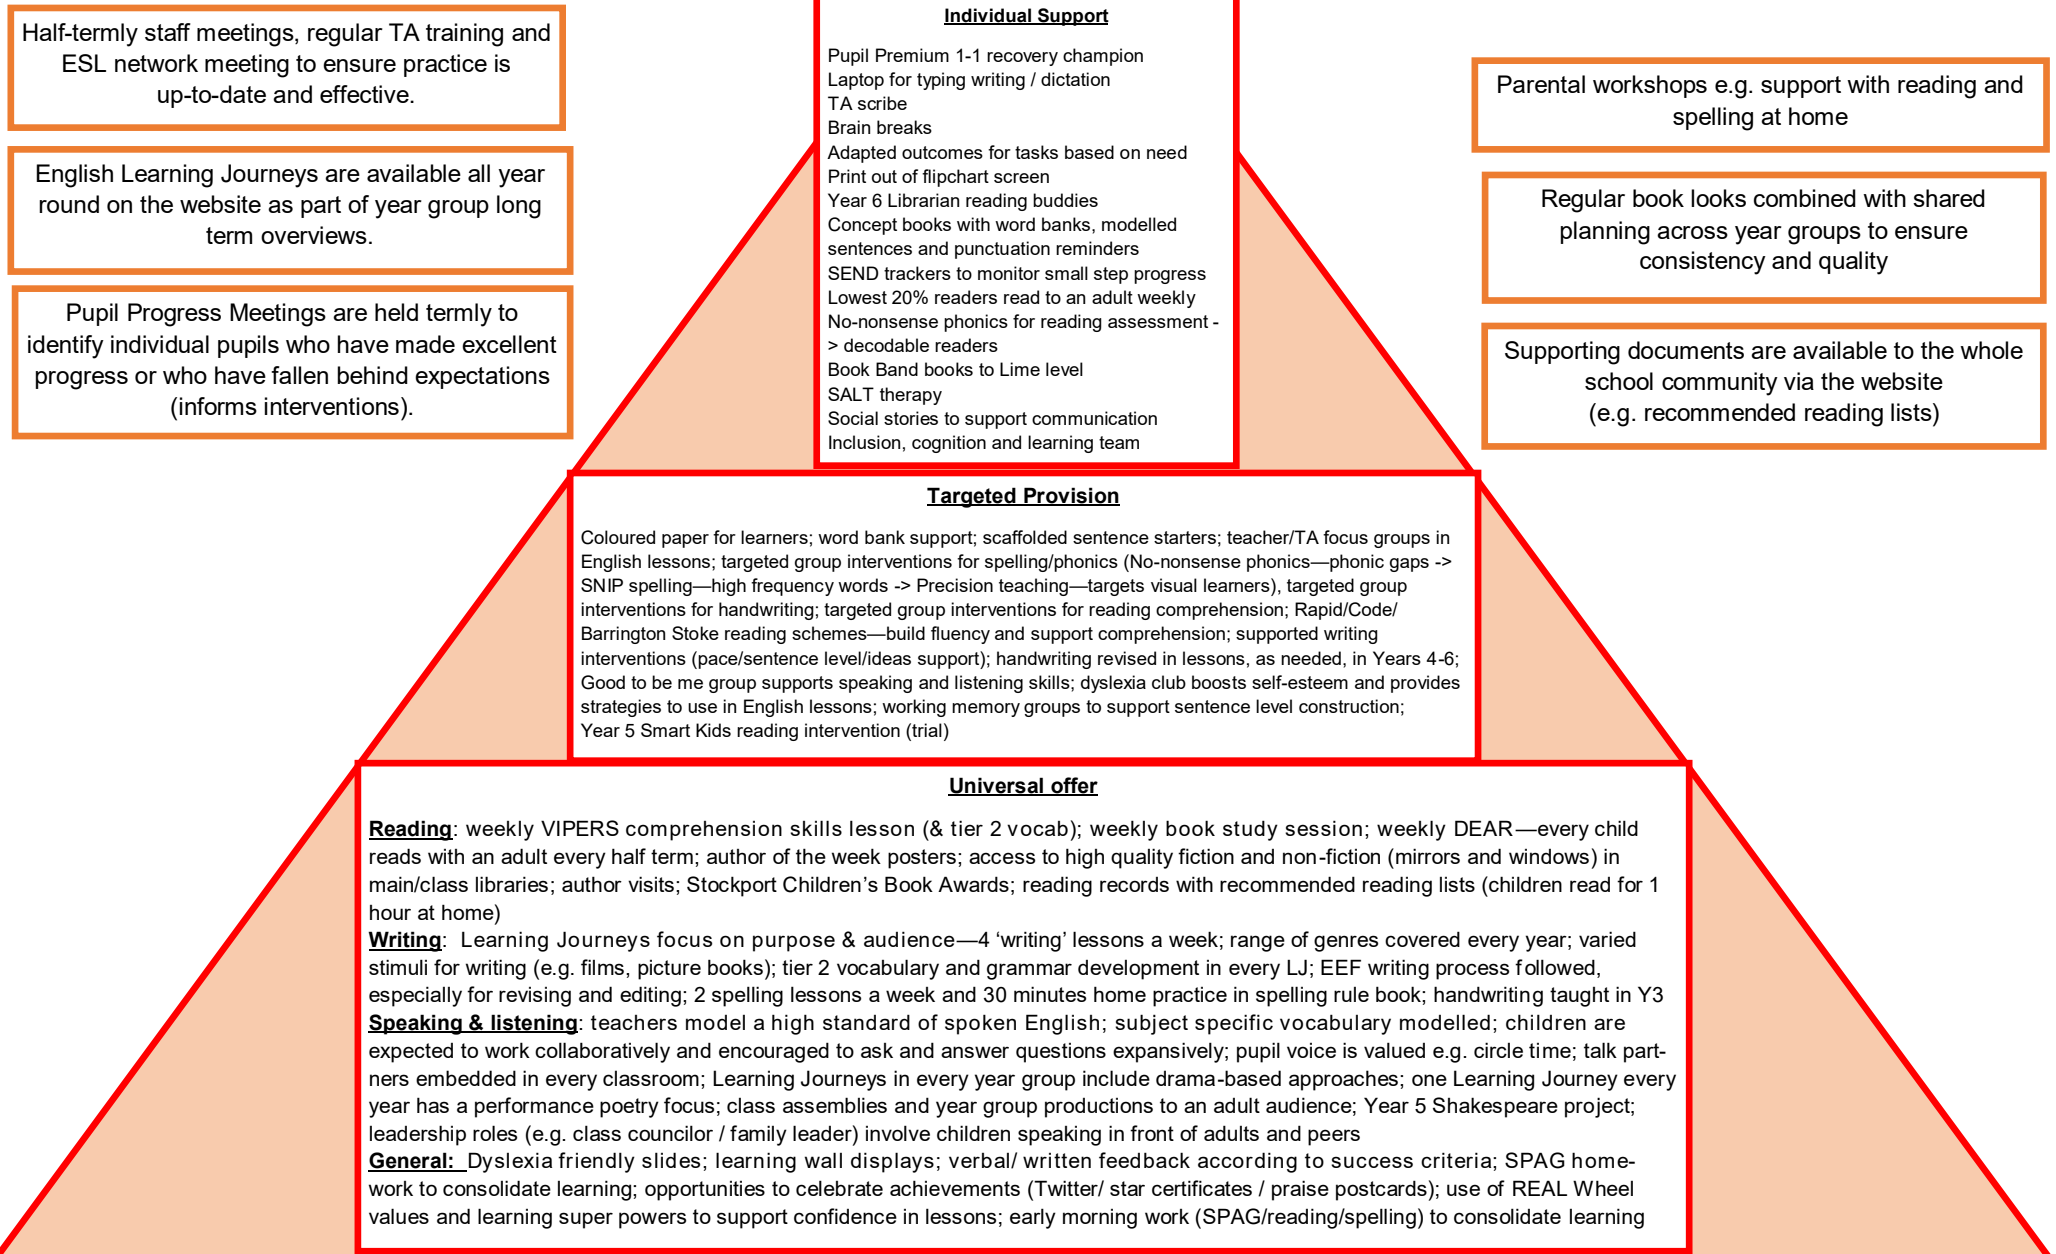 Half-termly staff meetings, regular TA training and
ESL network meeting to ensure practice is
up-to-date and effective.
English Learning Journeys are available all year
round on the website as part of year group long
term overviews.
Pupil Progress Meetings are held termly to
identify individual pupils who have made excellent
progress or who have fallen behind expectations
(informs interventions).
Individual Support
Pupil Premium 1-1 recovery champion
Laptop for typing writing / dictation
TA scribe
Brain breaks
Adapted outcomes for tasks based on need
Print out of flipchart screen
Year 6 Librarian reading buddies
Concept books with word banks, modelled
sentences and punctuation reminders
SEND trackers to monitor small step progress
Lowest 20% readers read to an adult weekly
No-nonsense phonics for reading assessment -
> decodable readers
Book Band books to Lime level
SALT therapy
Social stories to support communication
Inclusion, cognition and learning team
Parental workshops e.g. support with reading and
spelling at home
Regular book looks combined with shared
planning across year groups to ensure
consistency and quality
Supporting documents are available to the whole
school community via the website
(e.g. recommended reading lists)
Targeted Provision
Coloured paper for learners; word bank support; scaffolded sentence starters; teacher/TA focus groups in
English lessons; targeted group interventions for spelling/phonics (No-nonsense phonics—phonic gaps ->
SNIP spelling—high frequency words -> Precision teaching—targets visual learners), targeted group
interventions for handwriting; targeted group interventions for reading comprehension; Rapid/Code/
Barrington Stoke reading schemes—build fluency and support comprehension; supported writing
interventions (pace/sentence level/ideas support); handwriting revised in lessons, as needed, in Years 4-6;
Good to be me group supports speaking and listening skills; dyslexia club boosts self-esteem and provides
strategies to use in English lessons; working memory groups to support sentence level construction;
Year 5 Smart Kids reading intervention (trial)
Universal offer
Reading: weekly VIPERS comprehension skills lesson (& tier 2 vocab); weekly book study session; weekly DEAR—every child
reads with an adult every half term; author of the week posters; access to high quality fiction and non-fiction (mirrors and windows) in
main/class libraries; author visits; Stockport Children's Book Awards; reading records with recommended reading lists (children read for 1
hour at home)
Writing: Learning Journeys focus on purpose & audience—4 'writing' lessons a week; range of genres covered every year; varied
stimuli for writing (e.g. films, picture books); tier 2 vocabulary and grammar development in every LJ; EEF writing process followed,
especially for revising and editing; 2 spelling lessons a week and 30 minutes home practice in spelling rule book; handwriting taught in Y3
Speaking & listening: teachers model a high standard of spoken English; subject specific vocabulary modelled; children are
expected to work collaboratively and encouraged to ask and answer questions expansively; pupil voice is valued e.g. circle time; talk part-
ners embedded in every classroom; Learning Journeys in every year group include drama-based approaches; one Learning Journey every
year has a performance poetry focus; class assemblies and year group productions to an adult audience; Year 5 Shakespeare project;
leadership roles (e.g. class councilor / family leader) involve children speaking in front of adults and peers
General: Dyslexia friendly slides; learning wall displays; verbal/ written feedback according to success criteria; SPAG home-
work to consolidate learning; opportunities to celebrate achievements (Twitter/ star certificates / praise postcards); use of REAL Wheel
values and learning super powers to support confidence in lessons; early morning work (SPAG/reading/spelling) to consolidate learning